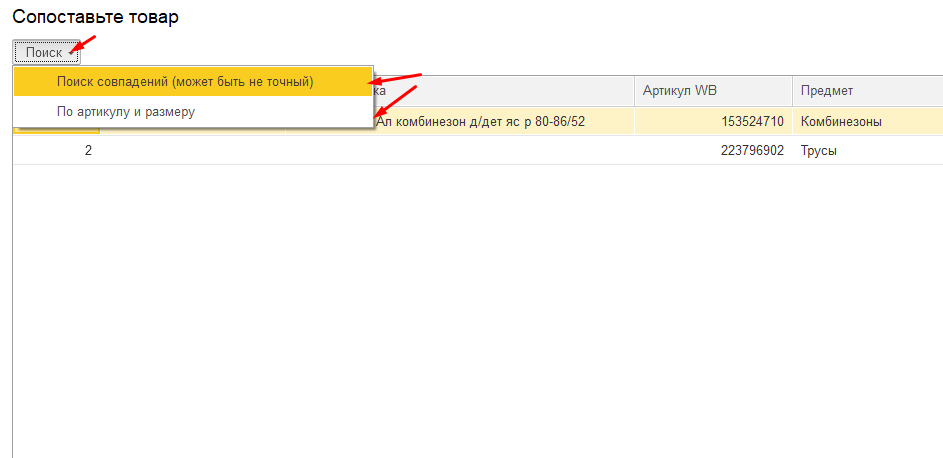 Сопоставьте товар
Поиск
Поиск совпадений (может быть не точный)
По артикулу и размеру
ка Артикул WB Предмет
Ал комбинезон д/дет яс р 80-86/52 153524710 Комбинезоны
2 223796902 Трусы